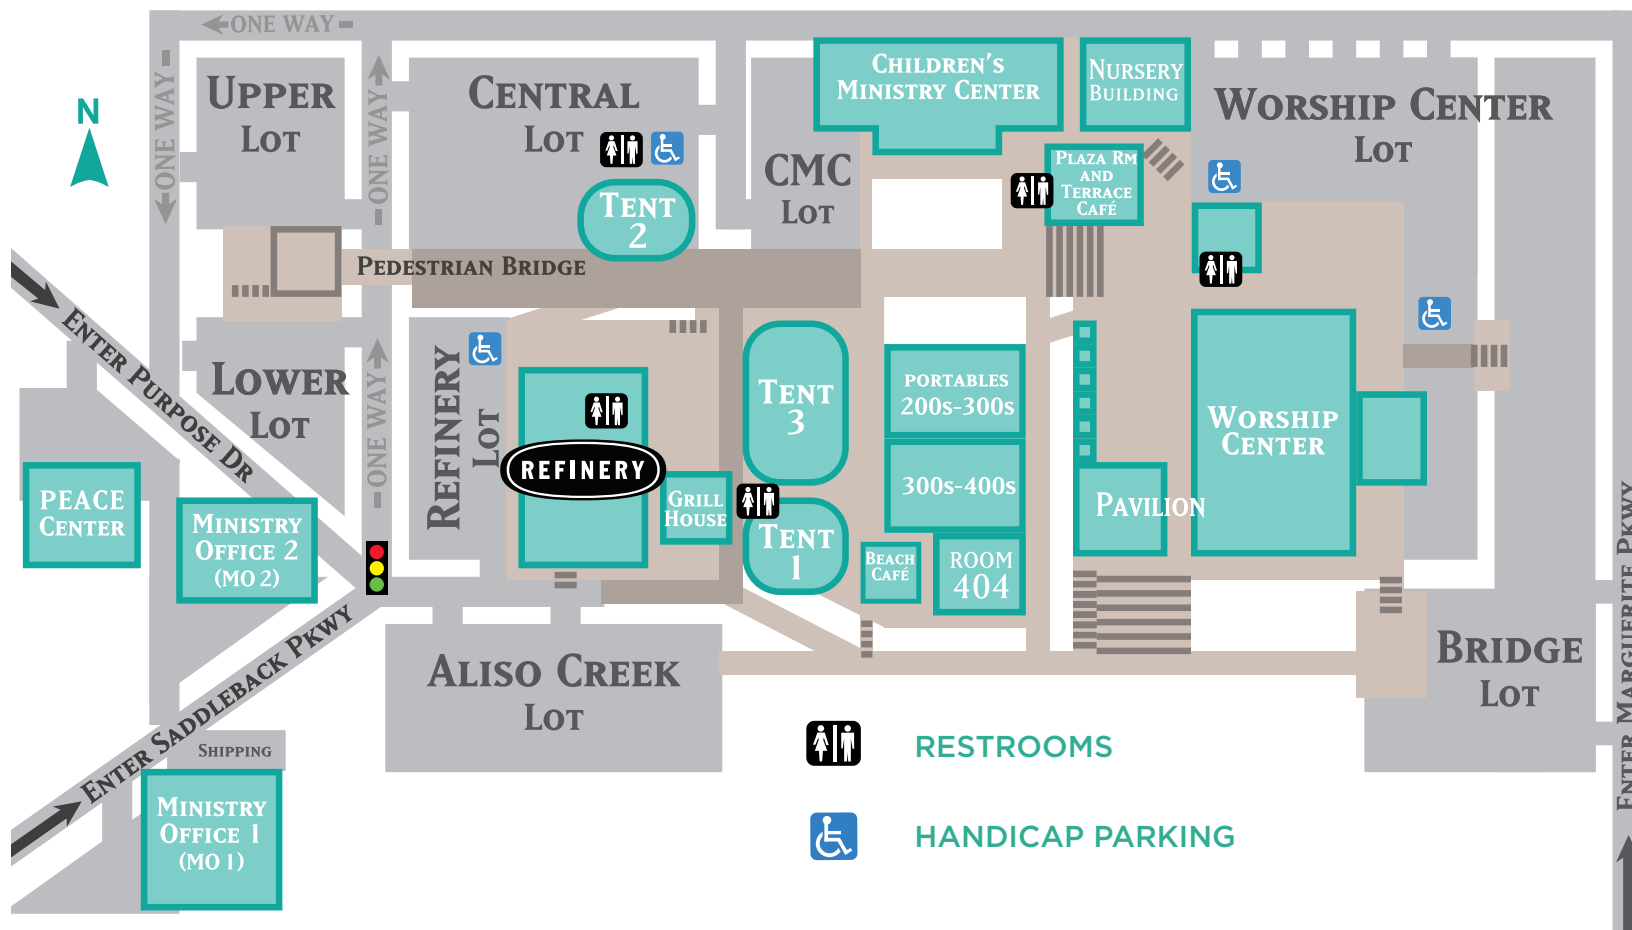 ONE WAY
ONE WAY
ONE WAY
UPPER
LOT
CENTRAL
LOT
CHILDREN'S
MINISTRY CENTER
NURSERY
BUILDING
WORSHIP CENTER
LOT
N
CMC
LOT
PLAZA RM
AND
TERRACE
CAFÉ
TENT
2
PEDESTRIAN BRIDGE
ENTER PURPOSE DR
LOWER
LOT
ONE WAY
REFINERY
LOT
REFINERY
GRILL
HOUSE
TENT
3
TENT
1
PORTABLES
200s-300s
300s-400s
BEACH
CAFÉ
ROOM
404
PAVILION
WORSHIP
CENTER
PEACE
CENTER
MINISTRY
OFFICE 2
(MO 2)
ENTER SADDLEBACK PKWY
ALISO CREEK
LOT
BRIDGE
LOT
ENTER MARGUERITE PKWY
SHIPPING
MINISTRY
OFFICE 1
(MO 1)
RESTROOMS
HANDICAP PARKING